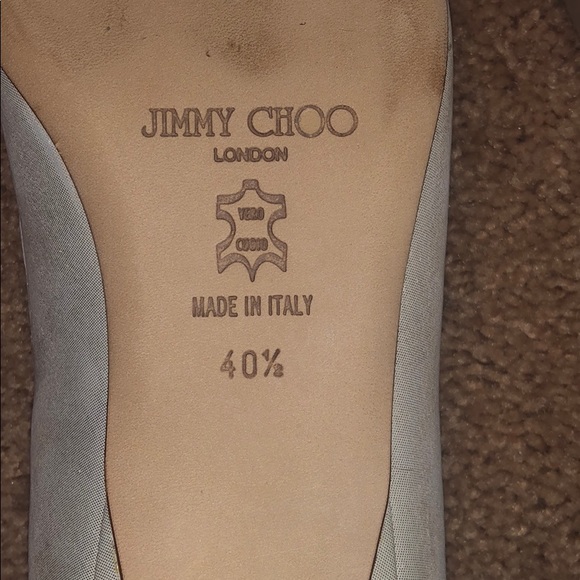 JIMMY CHOO
LONDON
VERO
CUOIO
MADE IN ITALY
40½